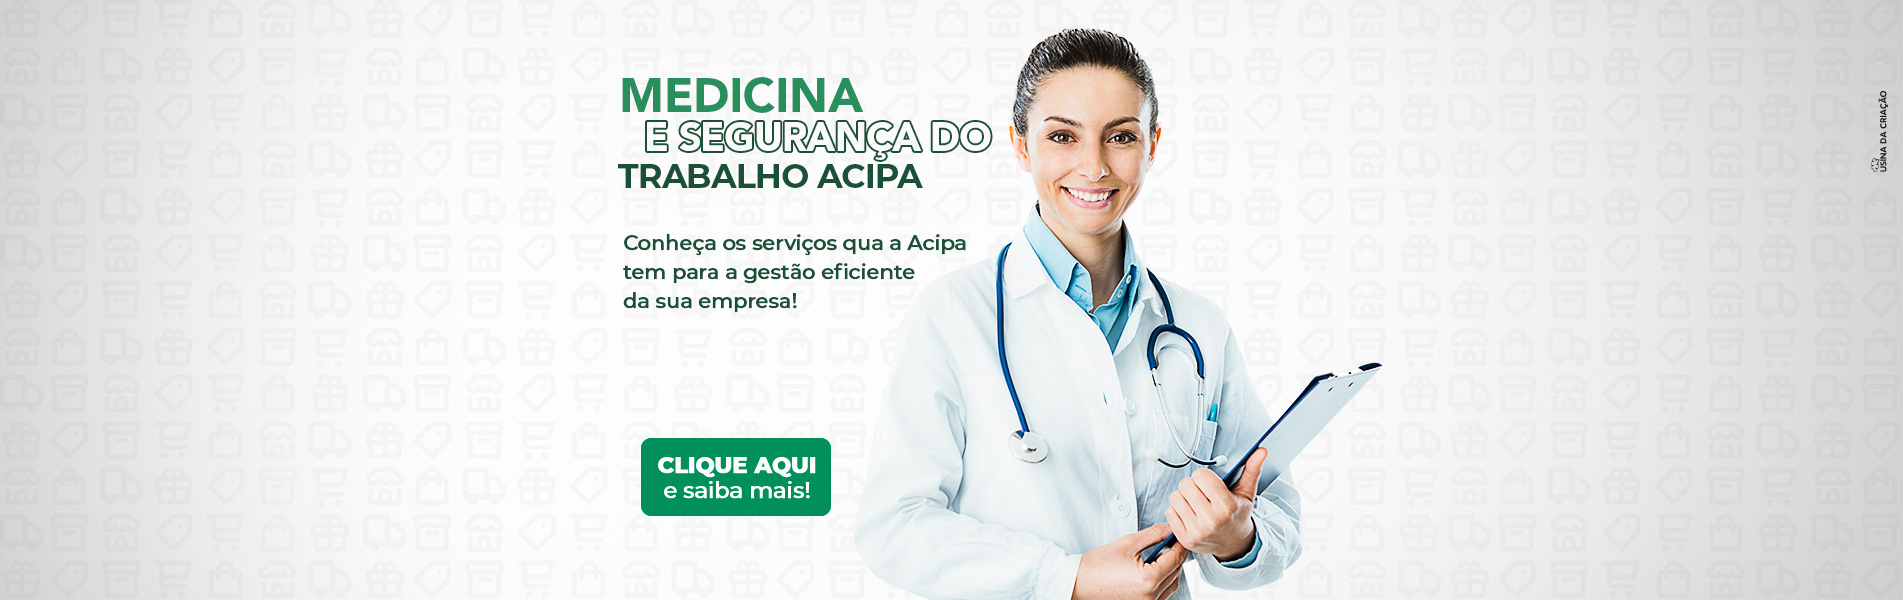 MEDICINA
E SEGURANÇA DO
TRABALHO ACIPA
Conheça os serviços qua a Acipa
tem para a gestão eficiente
da sua empresa!
CLIQUE AQUI
e saiba mais!
USINA DA CRIAÇÃO